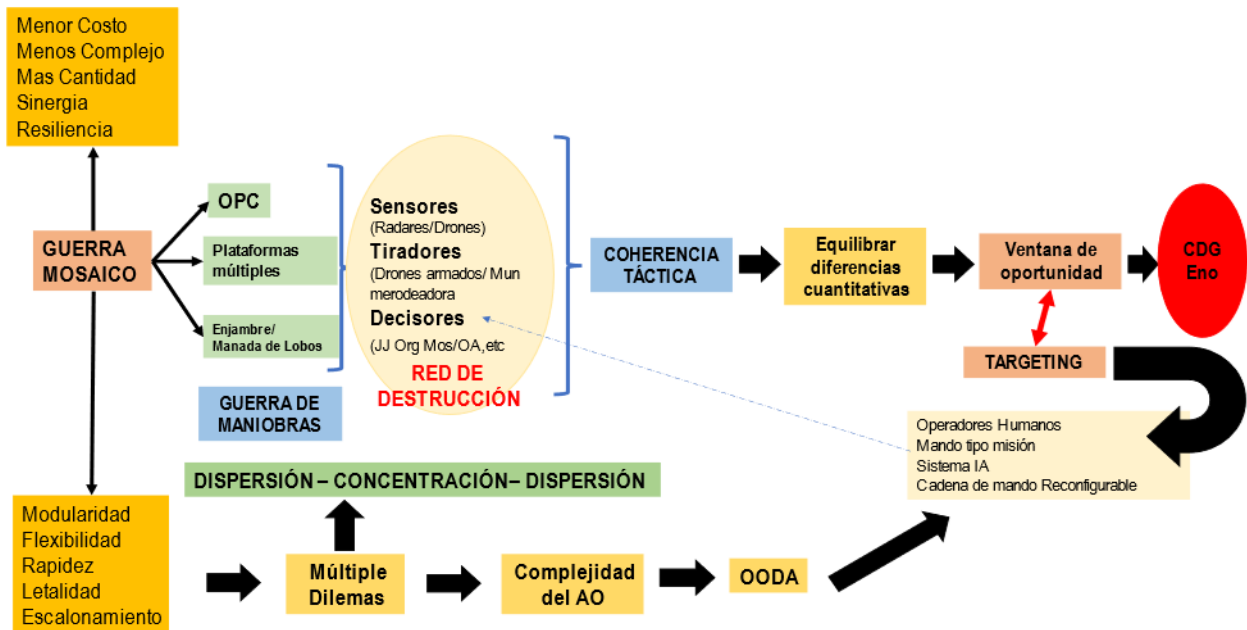 Menor Costo
Menos Complejo
Mas Cantidad
Sinergia
Resiliencia
GUERRA
MOSAICO
OPC
Plataformas
múltiples
Enjambre/
Manada de Lobos
GUERRA DE
MANIOBRAS
Sensores
(Radares/Drones)
Tiradores
(Drones armados/ Mun
merodeadora
Decisores
(JJ Org Mos/OA,etc
RED DE
DESTRUCCIÓN
COHERENCIA
TÁCTICA
Equilibrar
diferencias
cuantitativas
Ventana de
oportunidad
CDG
Eno
TARGETING
Operadores Humanos
Mando tipo misión
Sistema IA
Cadena de mando Reconfigurable
DISPERSIÓN – CONCENTRACIÓN– DISPERSIÓN
Modularidad
Flexibilidad
Rapidez
Letalidad
Escalonamiento
Múltiple
Dilemas
Complejidad
del AO
OODA